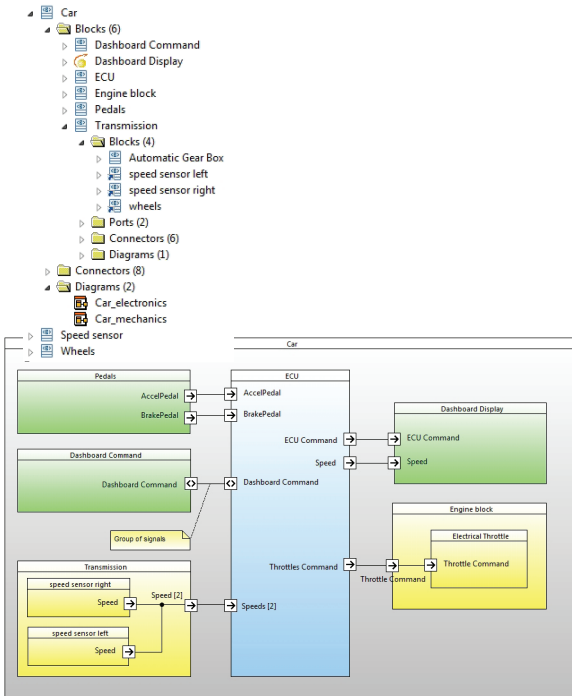 Car
Blocks (6)
Dashboard Command
Dashboard Display
ECU
Engine block
Pedals
Transmission
Blocks (4)
Automatic Gear Box
speed sensor left
speed sensor right
wheels
Ports (2)
Connectors (6)
Diagrams (1)
Connectors (8)
Diagrams (2)
Car_electronics
Car_mechanics
Speed sensor
Wheels
Car
Pedals
AccelPedal
BrakePedal
ECU
AccelPedal
BrakePedal
ECU Command
Speed
Dashboard Command
Throttles Command
Speeds [2]
Dashboard Display
ECU Command
Speed
Dashboard Command
Dashboard Command
Group of signals
Engine block
Electrical Throttle
Throttle Command
Throttle Command
Transmission
speed sensor right
Speed
Speed [2]
speed sensor left
Speed